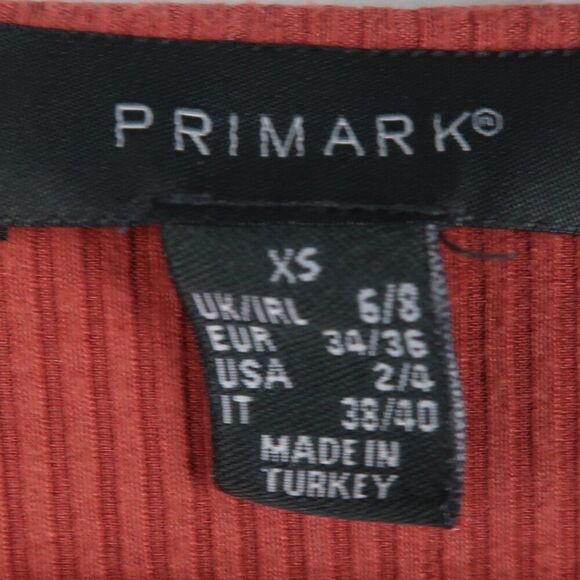 PRIMARK®
XS
UK/IRL 6/8
EUR 34/36
USA 2/4
IT 38/40
MADE IN
TURKEY